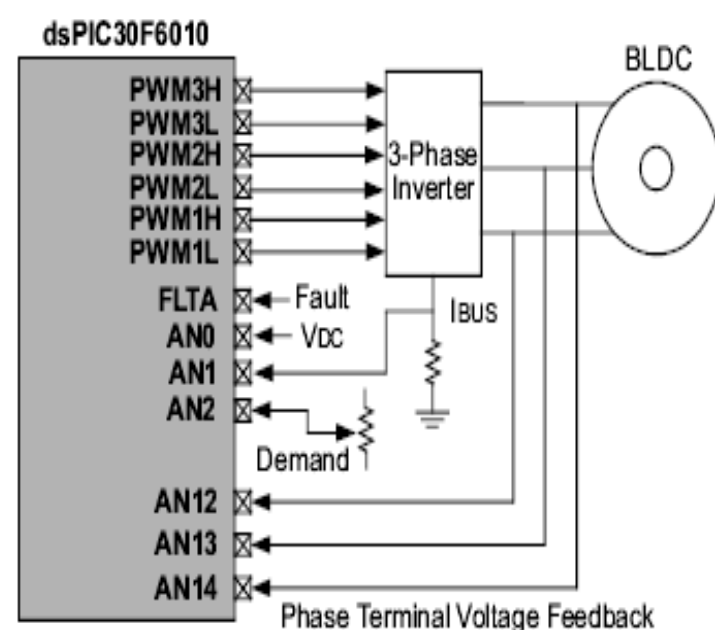 dsPIC30F6010
BLDC
PWM3H
PWM3L
PWM2H
PWM2L
PWM1H
PWM1L
3-Phase
Inverter
FLTA
Fault
AN0
VDC
AN1
IBUS
AN2
Demand
AN12
AN13
AN14
Phase Terminal Voltage Feedback